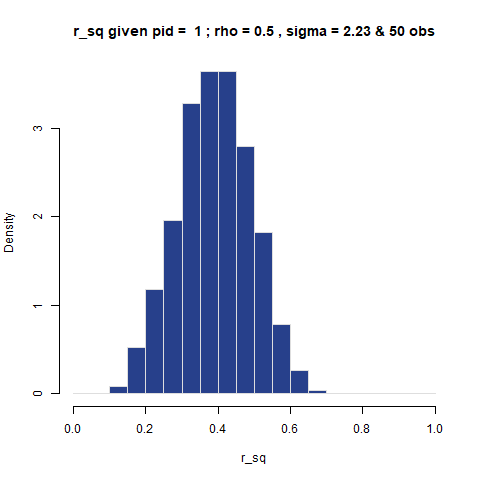 r_sq given pid =  1 ; rho = 0.5 , sigma = 2.23 & 50 obs
Density
3
2
1
0
0.0 0.2 0.4 0.6 0.8 1.0
r_sq